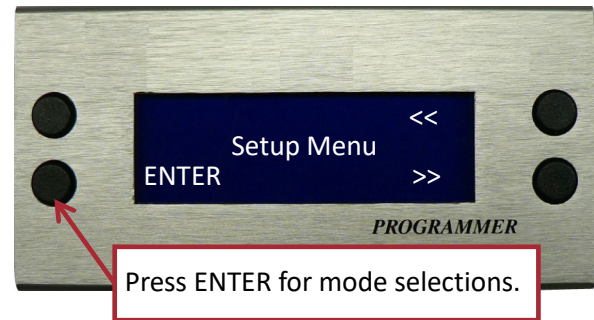 <<
Setup Menu
ENTER >>
PROGRAMMER
Press ENTER for mode selections.